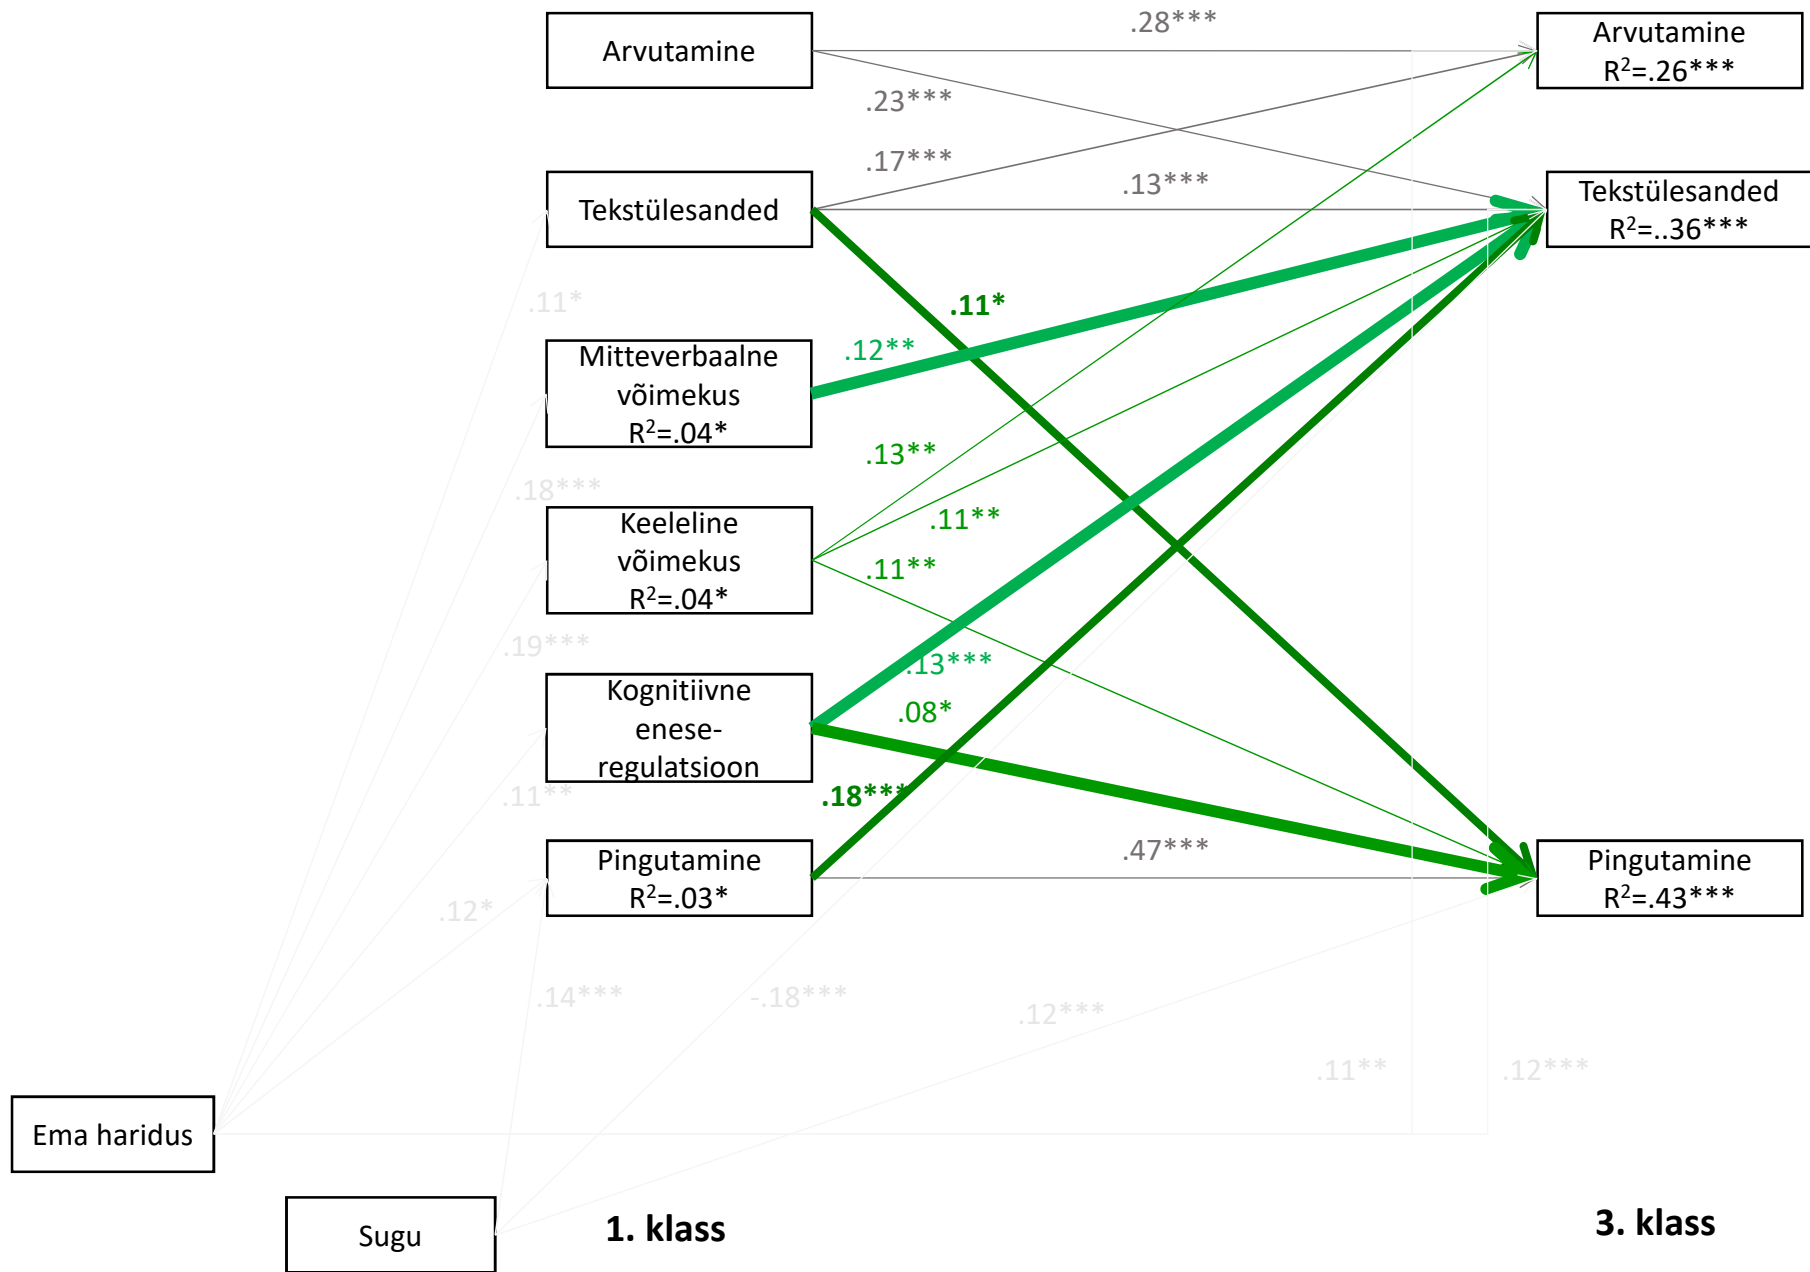 .28***
Arvutamine
Arvutamine
R²=.26***
.23***
.17***
.13***
Tekstülesanded
Tekstülesanded
R²=..36***
.11*
.11*
.12**
Mitteverbaalne
võimekus
R²=.04*
.13**
.18***
.11**
Keeleline
võimekus
R²=.04*
.11**
.19***
.13***
Kognitiivne
enese-
regulatsioon
.08*
.11**
.18***
.47***
Pingutamine
R²=.03*
Pingutamine
R²=.43***
.12*
.14***
-.18***
.12***
.11**
.12***
Ema haridus
Sugu
1. klass
3. klass